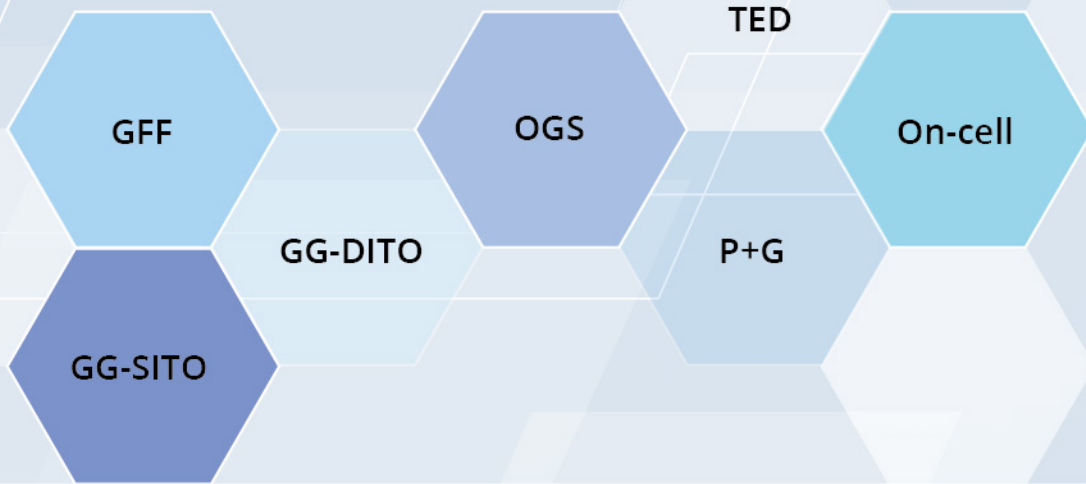 TED
GFF
OGS
On-cell
GG-DITO
P+G
GG-SITO